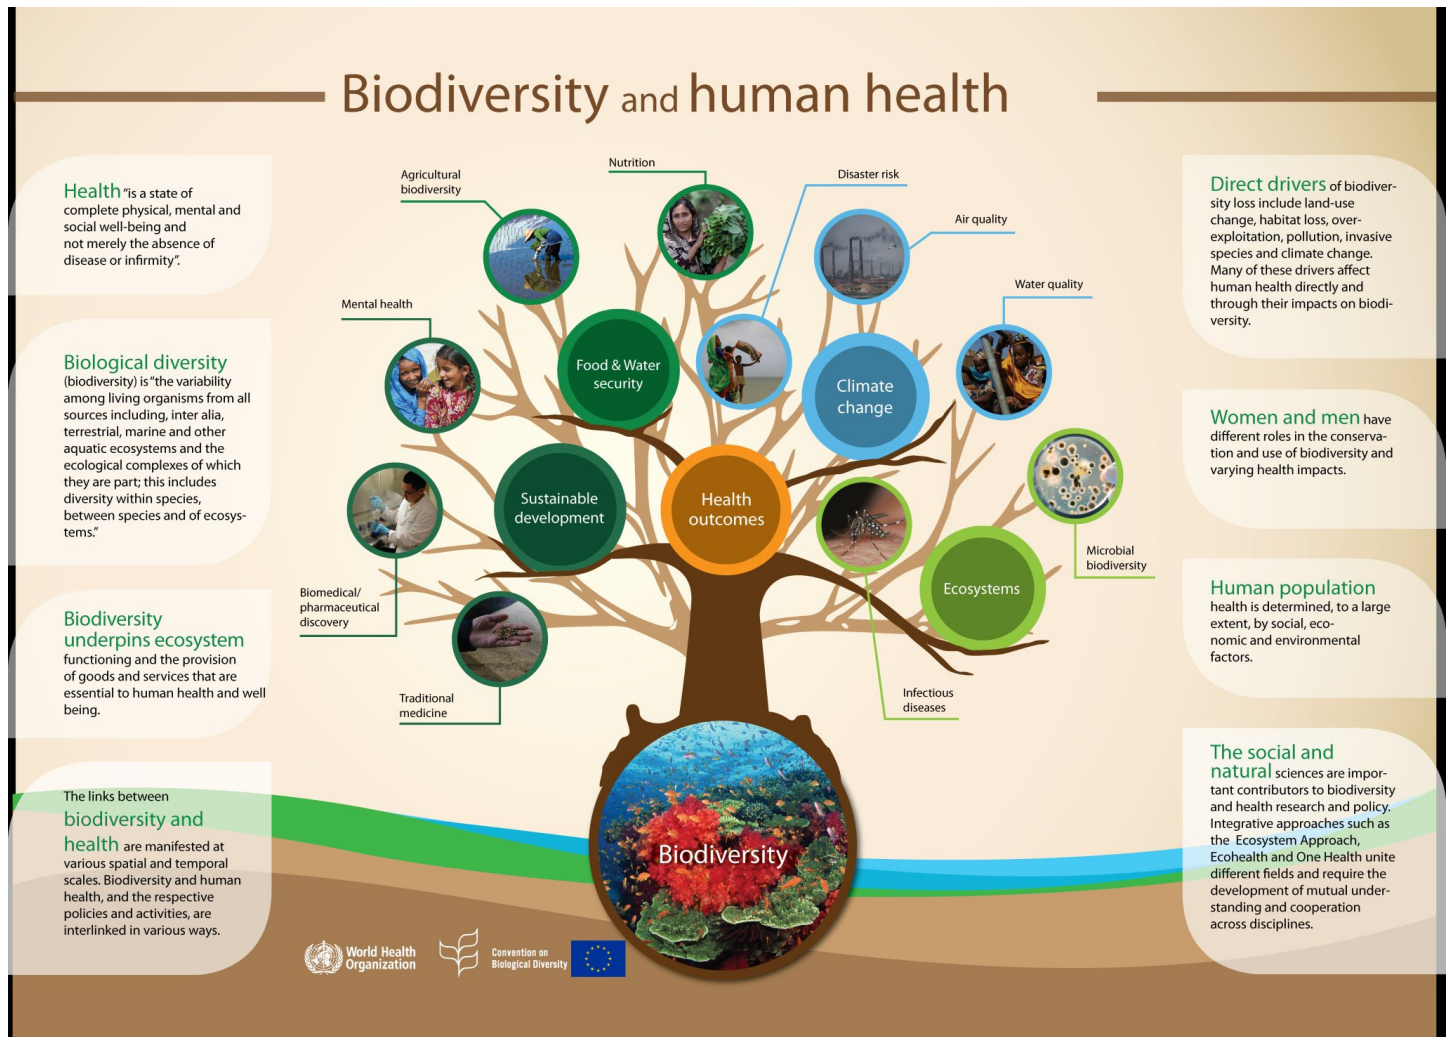 Biodiversity and human health
Health “is a state of
complete physical, mental and
social well-being and
not merely the absence of
disease or infirmity”.
Biological diversity
(biodiversity) is “the variability
among living organisms from all
sources including, inter alia,
terrestrial, marine and other
aquatic ecosystems and the
ecological complexes of which
they are part; this includes
diversity within species,
between species and of ecosys-
tems.”
Biodiversity
underpins ecosystem
functioning and the provision
of goods and services that are
essential to human health and well
being.
The links between
biodiversity and
health are manifested at
various spatial and temporal
scales. Biodiversity and human
health, and the respective
policies and activities, are
interlinked in various ways.
Agricultural
biodiversity
Nutrition
Disaster risk
Air quality
Water quality
Mental health
Food & Water
security
Climate
change
Sustainable
development
Health
outcomes
Ecosystems
Microbial
biodiversity
Biomedical/
pharmaceutical
discovery
Traditional
medicine
Infectious
diseases
Biodiversity
World Health
Organization
Convention on
Biological Diversity
Direct drivers of biodiver-
sity loss include land-use
change, habitat loss, over-
exploitation, pollution, invasive
species and climate change.
Many of these drivers affect
human health directly and
through their impacts on biodi-
versity.
Women and men have
different roles in the conserva-
tion and use of biodiversity and
varying health impacts.
Human population
health is determined, to a large
extent, by social, eco-
nomic and environmental
factors.
The social and
natural sciences are impor-
tant contributors to biodiversity
and health research and policy.
Integrative approaches such as
the Ecosystem Approach,
Ecohealth and One Health unite
different fields and require the
development of mutual under-
standing and cooperation
across disciplines.